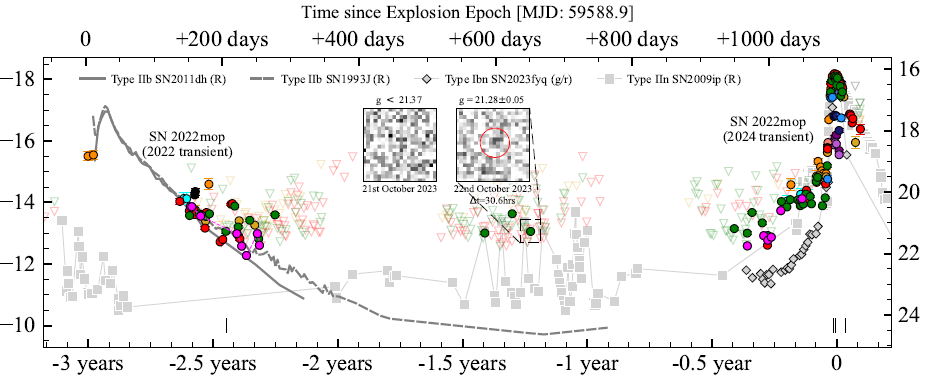 Time since Explosion Epoch [MJD: 59588.9]
0 +200 days +400 days +600 days +800 days +1000 days
−18 16
Type IIb SN2011dh (R) Type IIb SN1993J (R) Type Ibn SN2023fyq (g/r) Type IIn SN2009ip (R)
g < 21.37 g = 21.28±0.05
−16 18
SN 2022mop
(2022 transient)
SN 2022mop
(2024 transient)
21st October 2023 22nd October 2023
Δt=30.6hrs
−14 20
−12 22
−10 24
-3 years -2.5 years -2 years -1.5 years -1 years -0.5 years 0